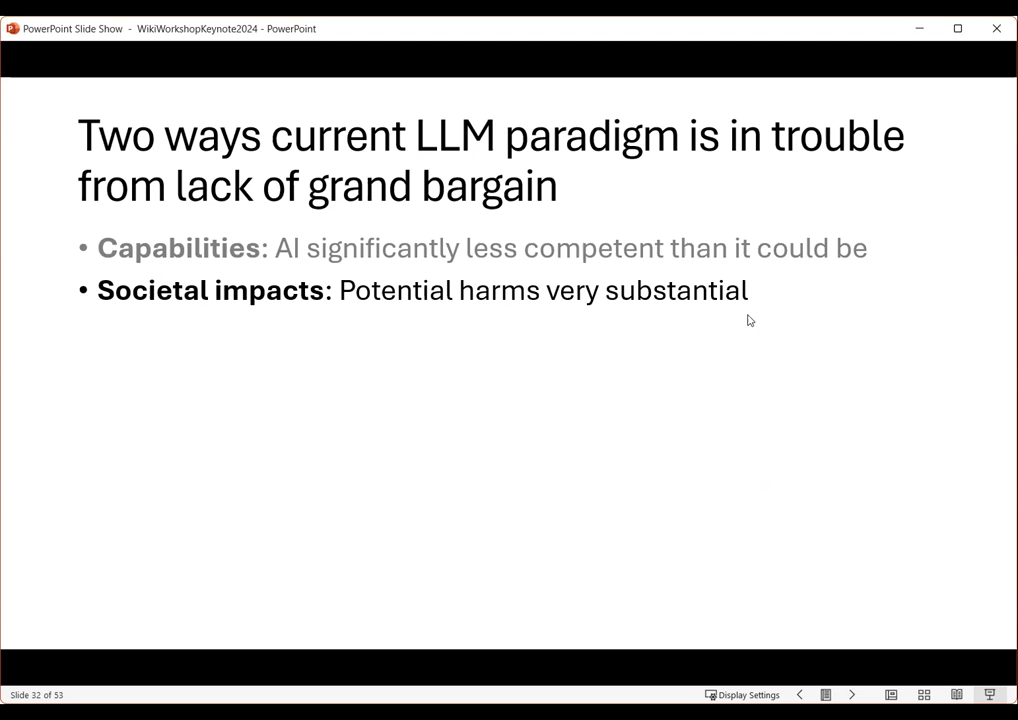 PowerPoint Slide Show - WikiWorkshopKeynote2024 - PowerPoint
Two ways current LLM paradigm is in trouble
from lack of grand bargain
• Capabilities: AI significantly less competent than it could be
• Societal impacts: Potential harms very substantial
Slide 32 of 53
Display Settings